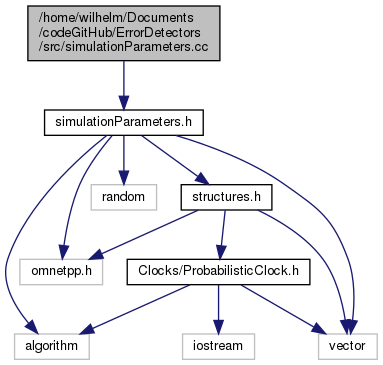 /home/wilhelm/Documents
/codeGitHub/ErrorDetectors
/src/simulationParameters.cc
simulationParameters.h
random
structures.h
omnetpp.h
Clocks/ProbabilisticClock.h
algorithm
iostream
vector